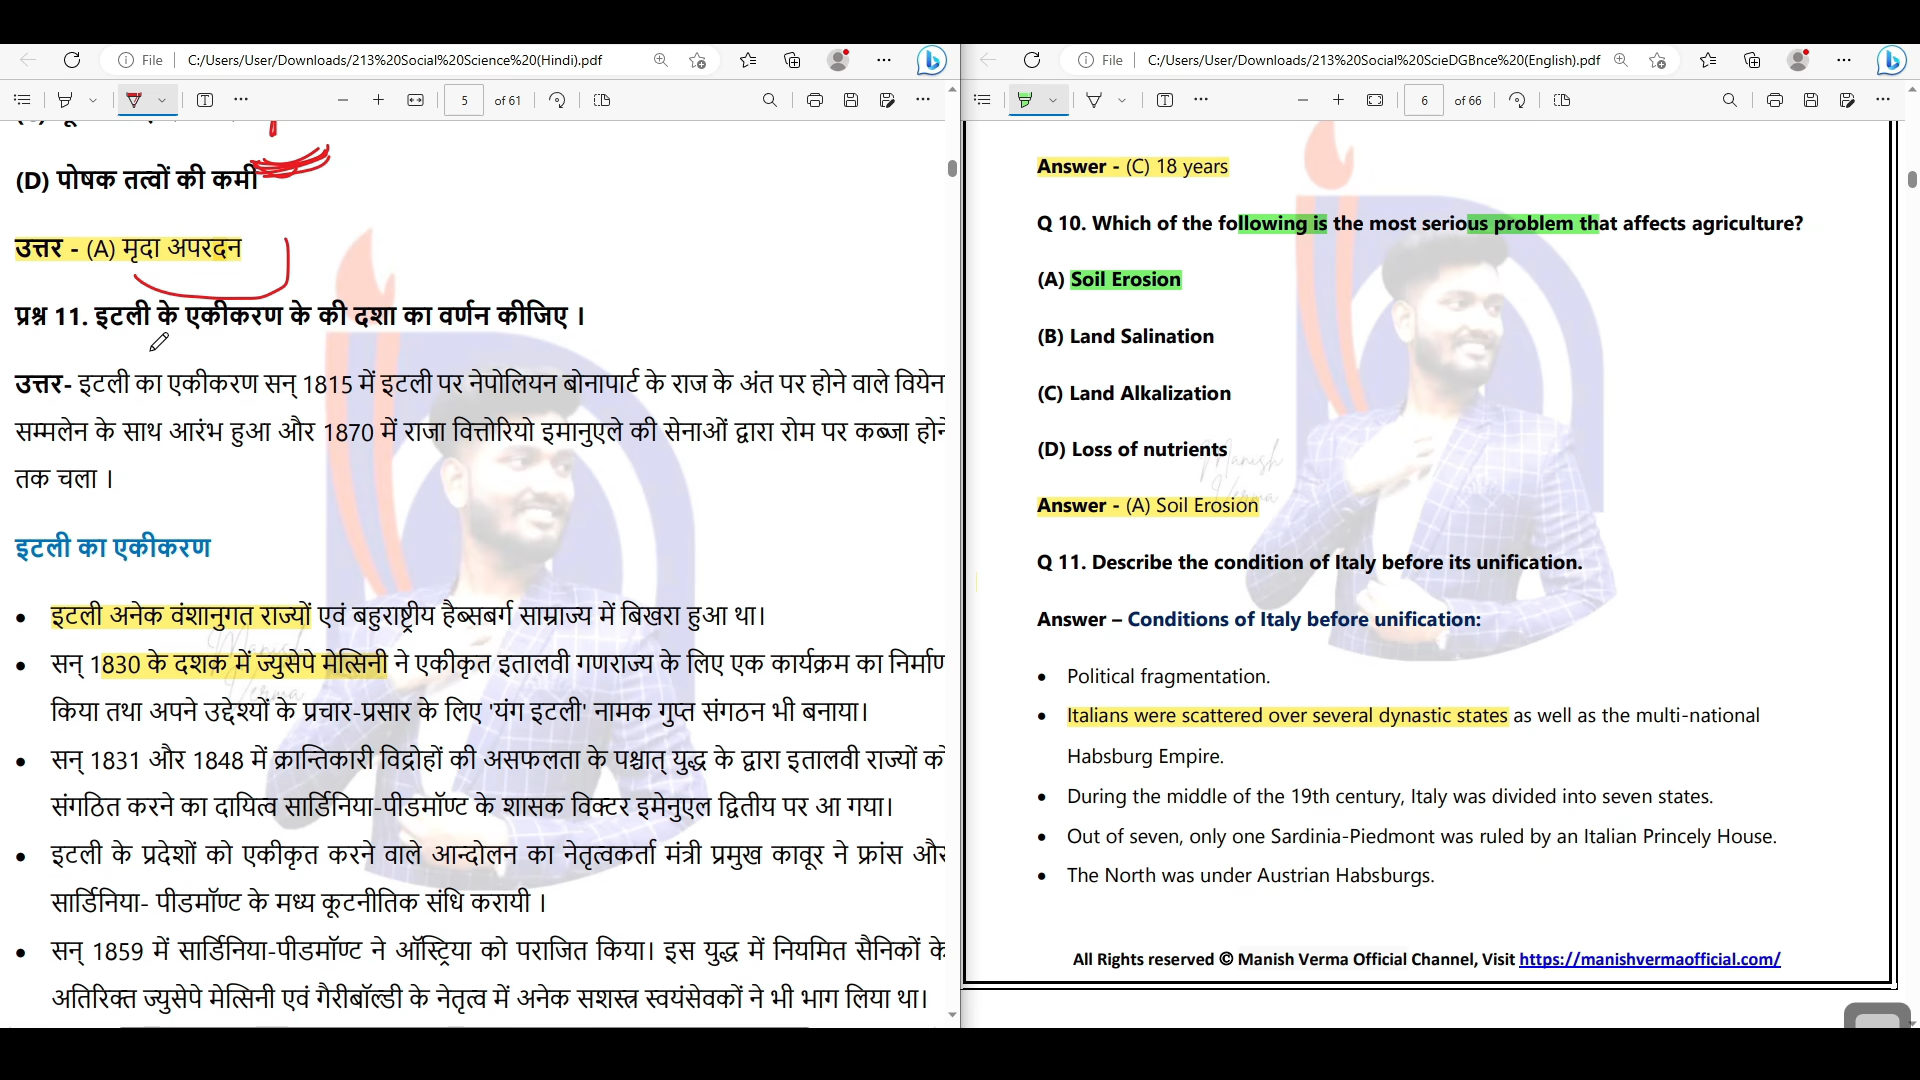 File C:/Users/User/Downloads/213%20Social%20Science%20(Hindi).pdf
5 of 61
(D) पोषक तत्वों की कमी
उत्तर - (A) मृदा अपरदन
प्रश्न 11. इटली के एकीकरण के की दशा का वर्णन कीजिए ।
उत्तर- इटली का एकीकरण सन् 1815 में इटली पर नेपोलियन बोनापार्ट के राज के अंत पर होने वाले वियेन
सम्मलेन के साथ आरंभ हुआ और 1870 में राजा वित्तोरियो इमानुएले की सेनाओं द्वारा रोम पर कब्जा होने
तक चला ।
इटली का एकीकरण
• इटली अनेक वंशानुगत राज्यों एवं बहुराष्ट्रीय हैब्सबर्ग साम्राज्य में बिखरा हुआ था।
• सन् 1830 के दशक में ज्युसेपे मेत्सिनी ने एकीकृत इतालवी गणराज्य के लिए एक कार्यक्रम का निर्माण
किया तथा अपने उद्देश्यों के प्रचार-प्रसार के लिए 'यंग इटली' नामक गुप्त संगठन भी बनाया।
• सन् 1831 और 1848 में क्रान्तिकारी विद्रोहों की असफलता के पश्चात् युद्ध के द्वारा इतालवी राज्यों को
संगठित करने का दायित्व सार्डिनिया-पीडमॉण्ट के शासक विक्टर इमेनुएल द्वितीय पर आ गया।
• इटली के प्रदेशों को एकीकृत करने वाले आन्दोलन का नेतृत्वकर्ता मंत्री प्रमुख कावूर ने फ्रांस और
सार्डिनिया- पीडमॉण्ट के मध्य कूटनीतिक संधि करायी ।
• सन् 1859 में सार्डिनिया-पीडमॉण्ट ने ऑस्ट्रिया को पराजित किया। इस युद्ध में नियमित सैनिकों के
अतिरिक्त ज्युसेपे मेत्सिनी एवं गैरीबॉल्डी के नेतृत्व में अनेक सशस्त्र स्वयंसेवकों ने भी भाग लिया था।
Manish
Verma
File C:/Users/User/Downloads/213%20Social%20ScieDGBnce%20(English).pdf
6 of 66
Answer - (C) 18 years
Q 10. Which of the following is the most serious problem that affects agriculture?
(A) Soil Erosion
(B) Land Salination
(C) Land Alkalization
(D) Loss of nutrients
Answer - (A) Soil Erosion
Q 11. Describe the condition of Italy before its unification.
Answer – Conditions of Italy before unification:
• Political fragmentation.
• Italians were scattered over several dynastic states as well as the multi-national
Habsburg Empire.
• During the middle of the 19th century, Italy was divided into seven states.
• Out of seven, only one Sardinia-Piedmont was ruled by an Italian Princely House.
• The North was under Austrian Habsburgs.
Manish
Verma
All Rights reserved © Manish Verma Official Channel, Visit https://manishvermaofficial.com/